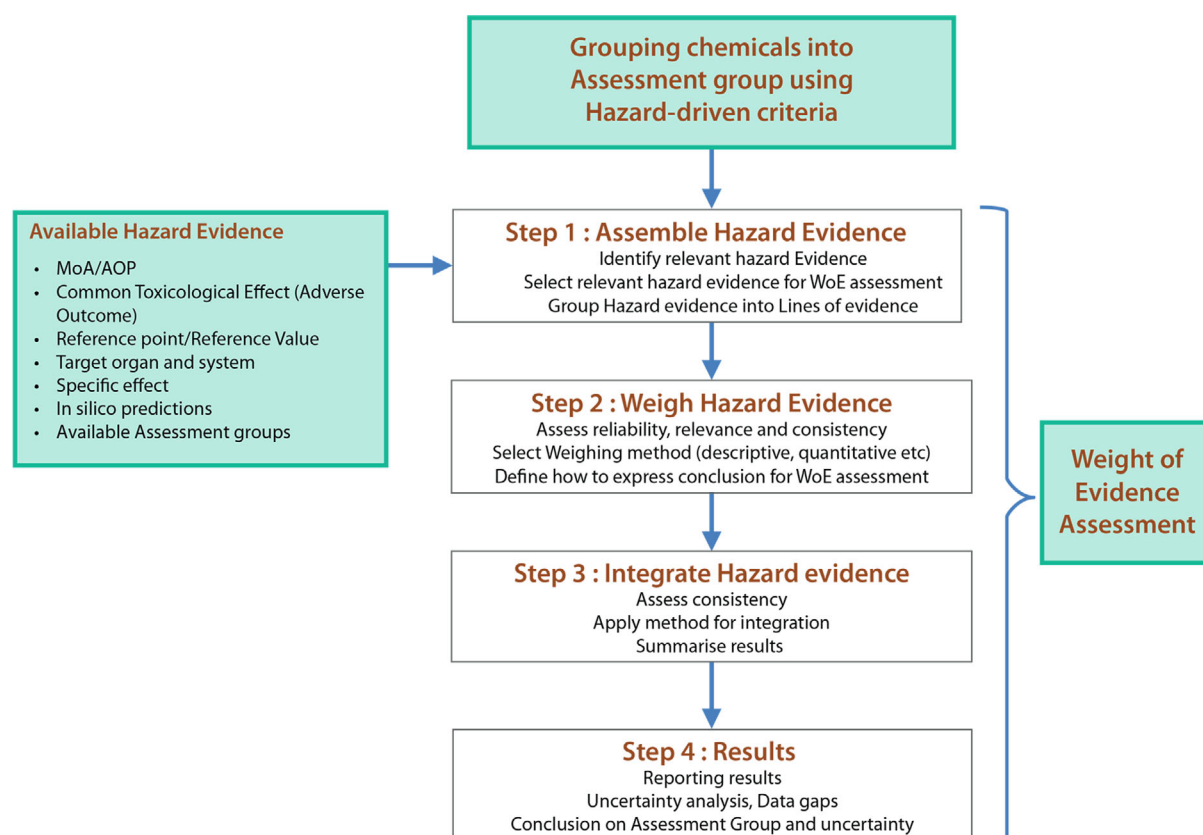 Grouping chemicals into
Assessment group using
Hazard-driven criteria
Available Hazard Evidence
• MoA/AOP
• Common Toxicological Effect (Adverse
Outcome)
• Reference point/Reference Value
• Target organ and system
• Specific effect
• In silico predictions
• Available Assessment groups
Step 1 : Assemble Hazard Evidence
Identify relevant hazard Evidence
Select relevant hazard evidence for WoE assessment
Group Hazard evidence into Lines of evidence
Step 2 : Weigh Hazard Evidence
Assess reliability, relevance and consistency
Select Weighing method (descriptive, quantitative etc)
Define how to express conclusion for WoE assessment
Step 3 : Integrate Hazard evidence
Assess consistency
Apply method for integration
Summarise results
Step 4 : Results
Reporting results
Uncertainty analysis, Data gaps
Conclusion on Assessment Group and uncertainty
Weight of
Evidence
Assessment